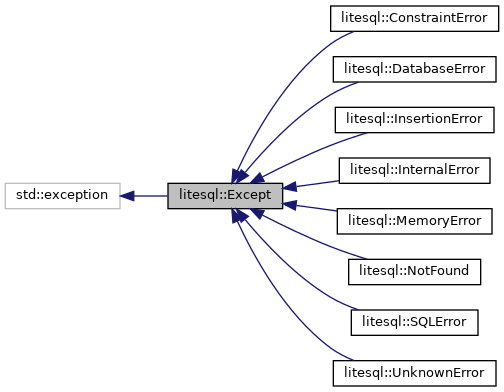 litesql::ConstraintError
litesql::DatabaseError
litesql::InsertionError
litesql::InternalError
std::exception
litesql::Except
litesql::MemoryError
litesql::NotFound
litesql::SQLError
litesql::UnknownError